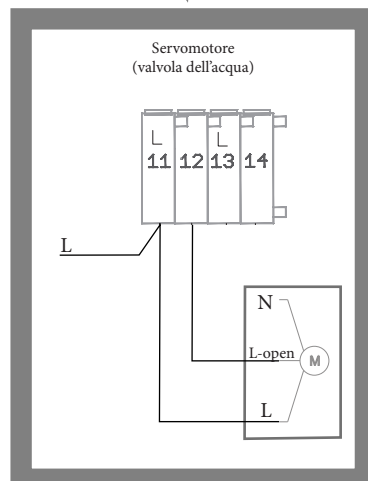 Servomotore
(valvola dell'acqua)
L L
11 12 13 14
L
N
L-open
M
L